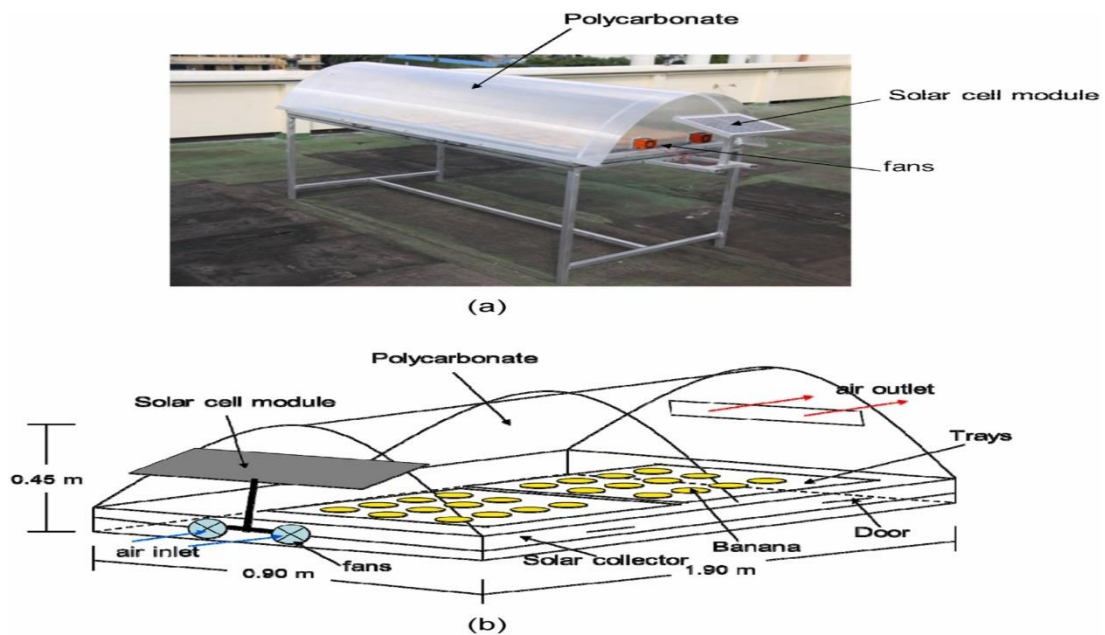 Polycarbonate
Solar cell module
fans
(a)
Polycarbonate
Solar cell module
air outlet
Trays
0.45 m
Door
air inlet
Banana
fans
Solar collector
0.90 m
1.90 m
(b)